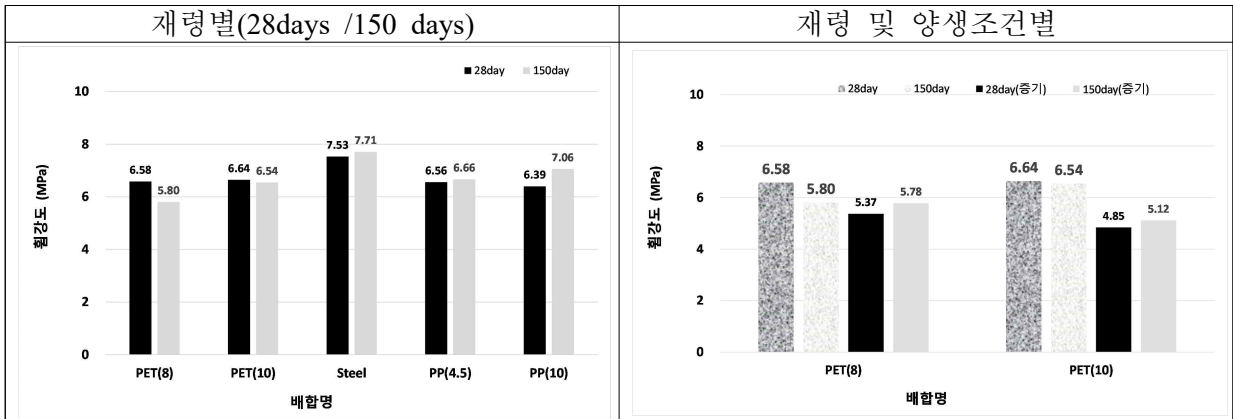 재령별(28days /150 days)
28day 150day
10
8
6
4
2
0
휨강도 (MPa)
6.58 5.80 6.64 6.54 7.53 7.71 6.56 6.66 6.39 7.06
PET(8) PET(10) Steel PP(4.5) PP(10)
배합명
재령 및 양생조건별
28day 150day 28day(증기) 150day(증기)
10
8
6
4
2
0
휨강도 (MPa)
6.58 5.80 5.37 5.78 6.64 6.54 4.85 5.12
PET(8) PET(10)
배합명